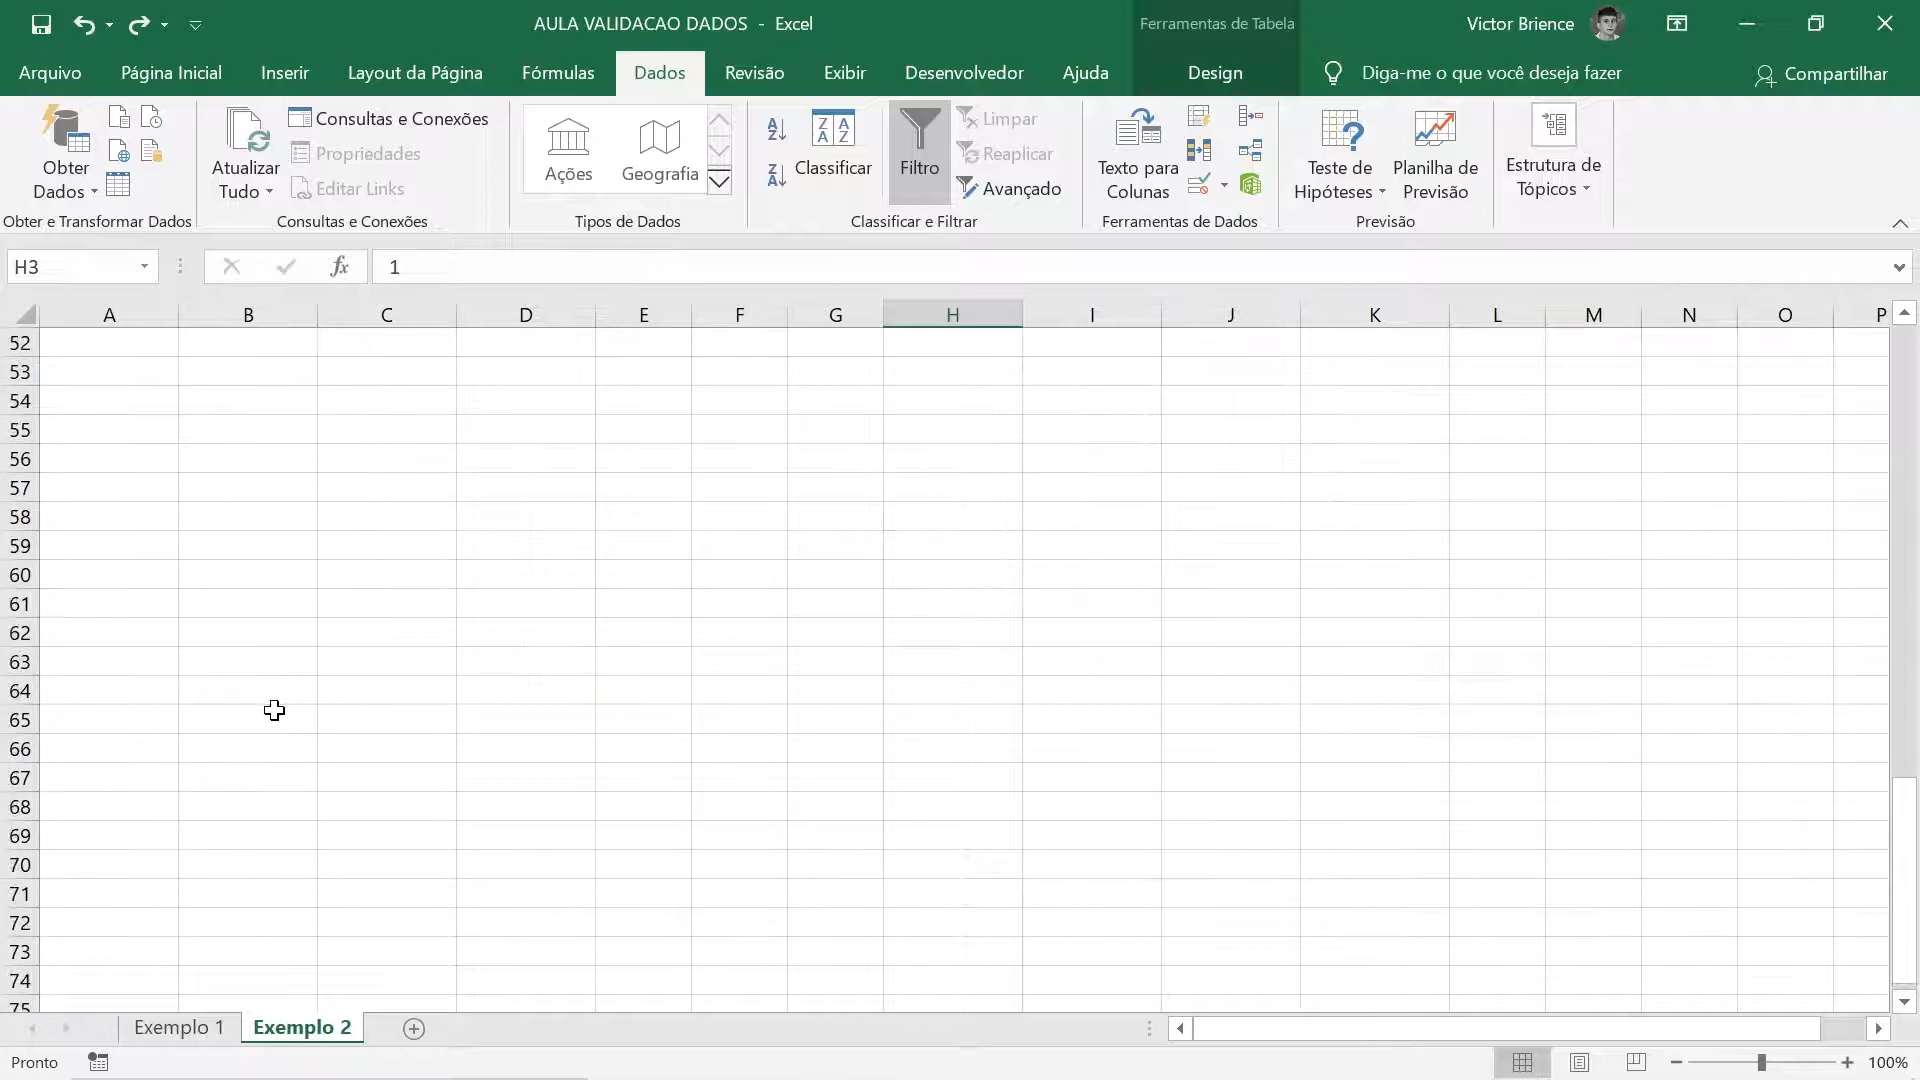 AULA VALIDACAO DADOS - Excel
Ferramentas de Tabela
Victor Brience
Arquivo
Página Inicial
Inserir
Layout da Página
Fórmulas
Dados
Revisão
Exibir
Desenvolvedor
Ajuda
Design
Diga-me o que você deseja fazer
Compartilhar
Obter Dados
Obter e Transformar Dados
Atualizar Tudo
Consultas e Conexões
Propriedades
Editar Links
Consultas e Conexões
Ações
Geografia
Tipos de Dados
Classificar
Filtro
Limpar
Reaplicar
Avançado
Classificar e Filtrar
Texto para Colunas
Ferramentas de Dados
Teste de Hipóteses
Planilha de Previsão
Previsão
Estrutura de Tópicos
H3
fx
1
A B C D E F G H I J K L M N O P
52
53
54
55
56
57
58
59
60
61
62
63
64
65
66
67
68
69
70
71
72
73
74
75
Exemplo 1
Exemplo 2
Pronto
100%